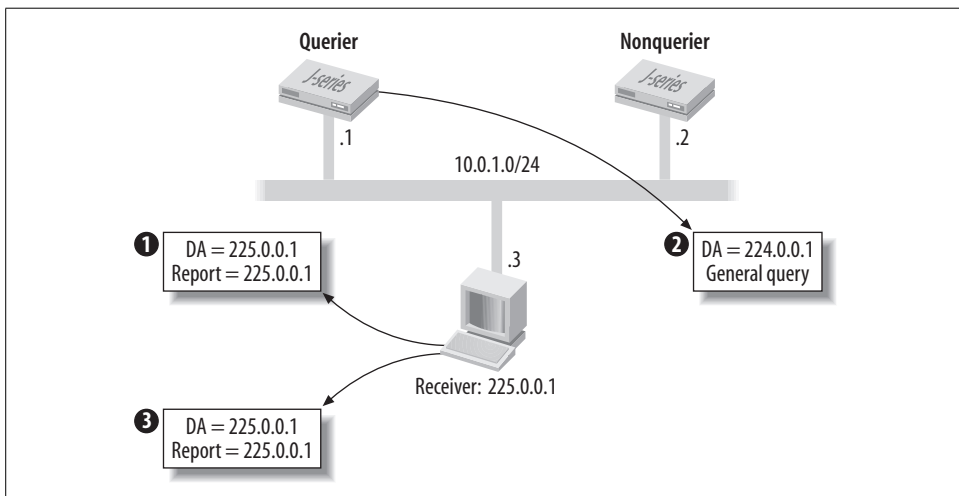 Querier
Nonquerier
J-series
J-series
.1
.2
10.0.1.0/24
1
DA = 225.0.0.1
Report = 225.0.0.1
2
DA = 224.0.0.1
General query
.3
Receiver: 225.0.0.1
3
DA = 225.0.0.1
Report = 225.0.0.1